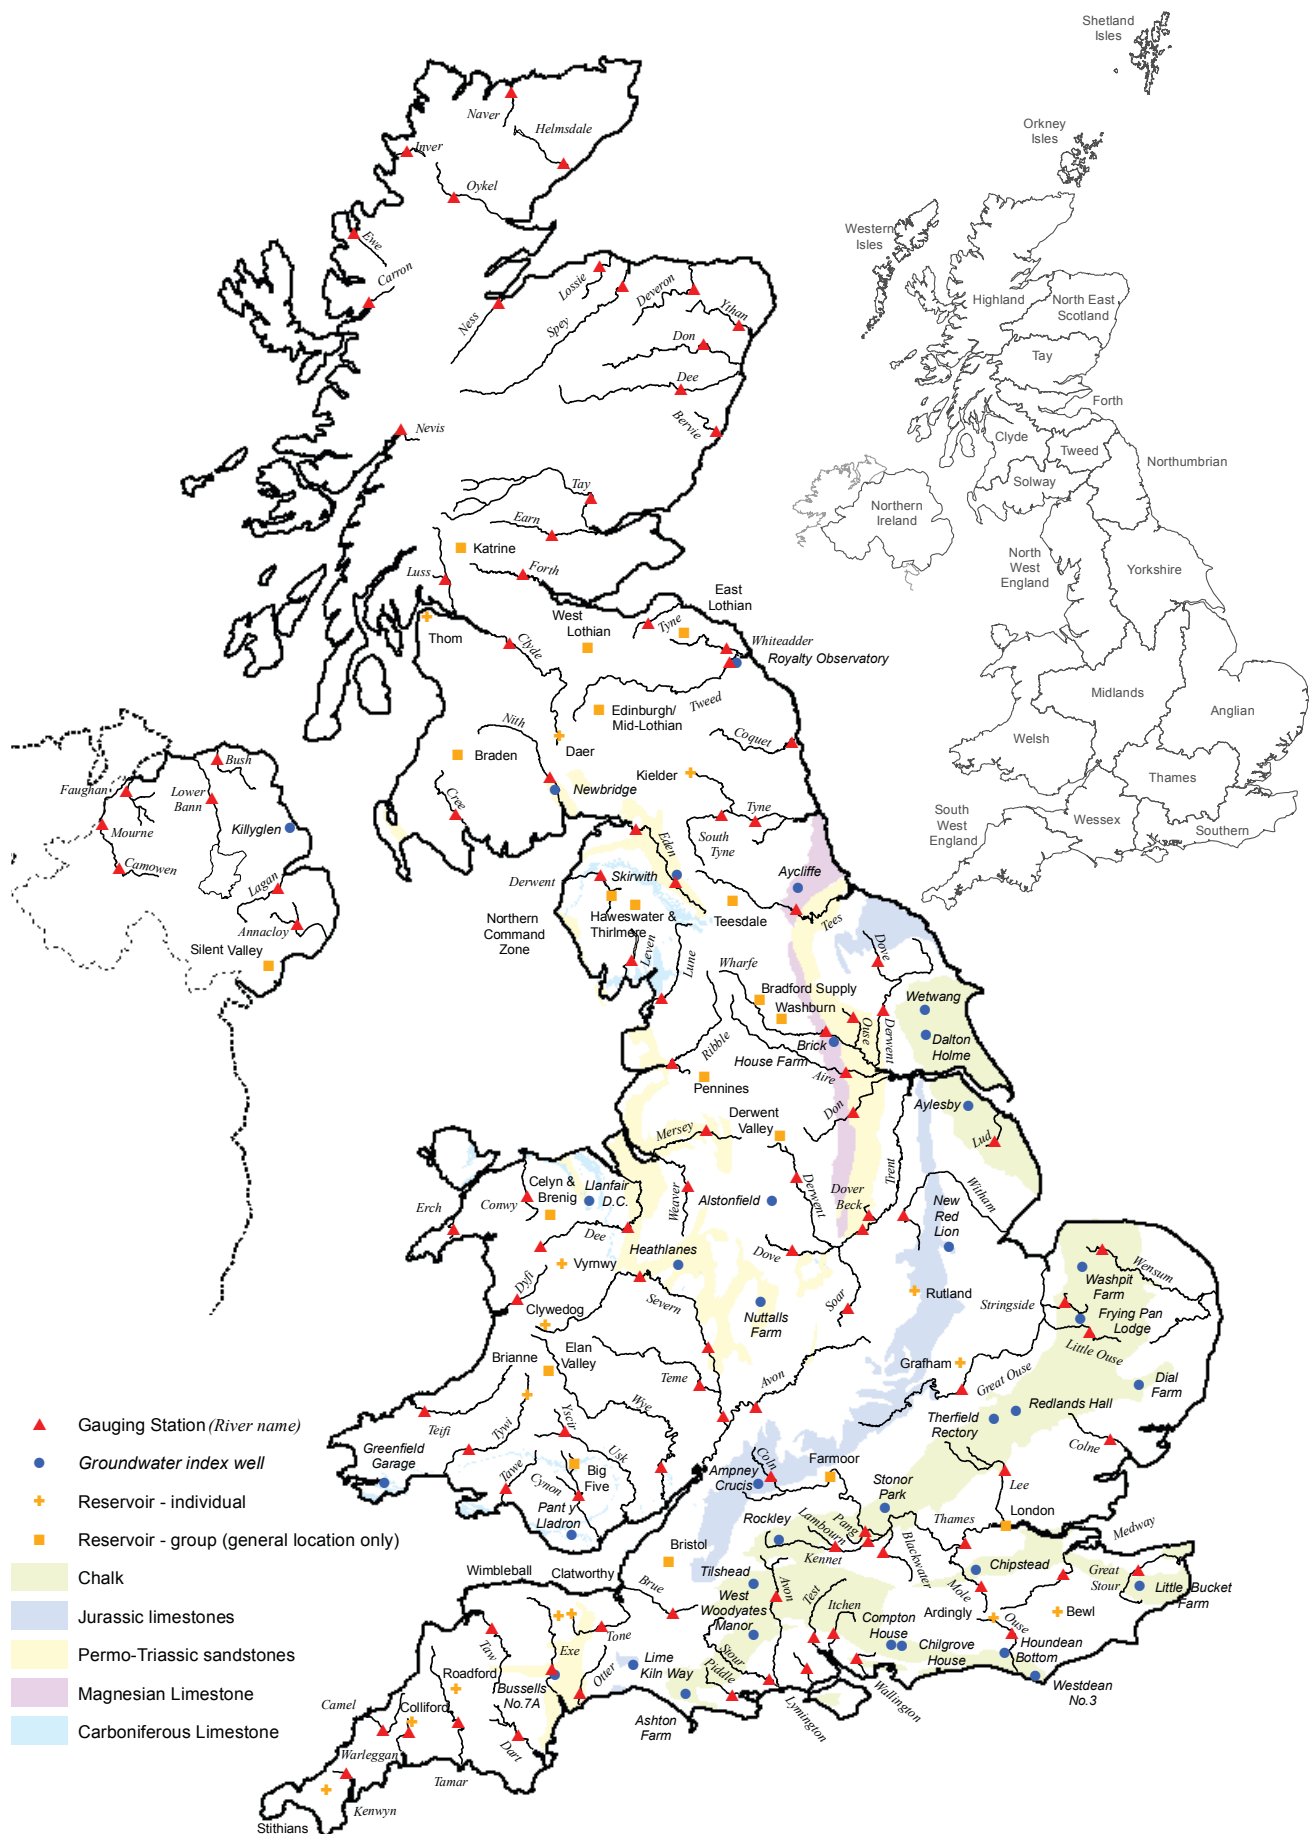 Shetland
Isles
Orkney
Isles
Western
Isles
Highland
North East
Scotland
Tay
Forth
Clyde
Tweed
Northumbrian
Solway
Northern
Ireland
North
West
England
Yorkshire
Midlands
Anglian
Welsh
Thames
South
West
England
Wessex
Southern
Naver
Helmsdale
Inver
Oykel
Ewe
Carron
Lossie
Ness
Spey
Deveron
Ythan
Don
Dee
Bervie
Nevis
Tay
Earn
Katrine
Forth
Luss
Thom
West
Lothian
East
Lothian
Tyne
Whiteadder
Royalty Observatory
Clyde
Edinburgh/
Mid-Lothian
Tweed
Nith
Daer
Braden
Coquet
Kielder
Newbridge
Cree
Tyne
South
Tyne
Eden
Bush
Faughan
Lower
Bann
Mourne
Killyglen
Camowen
Lagan
Annacloy
Silent Valley
Derwent
Skirwith
Aycliffe
Teesdale
Tees
Northern
Command
Zone
Haweswater &
Thirlmere
Leven
Lune
Wharfe
Dove
Bradford Supply
Washburn
Wetwang
Ouse
Derwent
Dalton
Holme
Brick
House Farm
Ribble
Aire
Pennines
Don
Aylesby
Derwent
Valley
Mersey
Lud
Trent
Celyn &
Brenig
Llanfair
D.C.
Conwy
Erch
Weaver
Alstonfield
Derwent
Dover
Beck
Witham
New
Red
Lion
Dee
Heathlanes
Dove
Vyrnwy
Dyfi
Severn
Clywedog
Nuttalls
Farm
Soar
Rutland
Stringside
Washpit
Farm
Wensum
Frying Pan
Lodge
Little Ouse
Elan
Valley
Brianne
Teme
Avon
Grafham
Great Ouse
Dial
Farm
Teifi
Tywi
Yscir
Wye
Redlands Hall
Therfield
Rectory
Colne
Greenfield
Garage
Tawe
Cynon
Big
Five
Usk
Pant y
Lladron
Coln
Ampney
Crucis
Farmoor
Stonor
Park
Lee
London
Rockley
Lambourn
Pang
Thames
Medway
Bristol
Kennet
Blackwater
Chipstead
Great
Stour
Little Bucket
Farm
Wimbleball
Clatworthy
Brue
Tilshead
West
Woodyates
Manor
Avon
Test
Itchen
Compton
House
Mole
Ardingly
Ouse
Bewl
Taw
Tone
Exe
Chilgrove
House
Houndean
Bottom
Roadford
Bussells
No.7A
Otter
Lime
Kiln Way
Stour
Piddle
Wallington
Westdean
No.3
Camel
Colliford
Ashton
Farm
Lymington
Warleggan
Dart
Tamar
Kenwyn
Stithians
Gauging Station (River name)
Groundwater index well
Reservoir - individual
Reservoir - group (general location only)
Chalk
Jurassic limestones
Permo-Triassic sandstones
Magnesian Limestone
Carboniferous Limestone